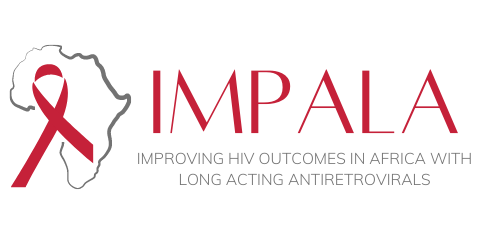 IMPALA
IMPROVING HIV OUTCOMES IN AFRICA WITH
LONG ACTING ANTIRETROVIRALS